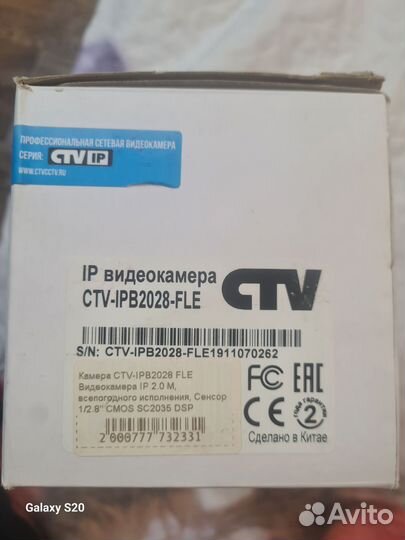 ПРОФЕССИОНАЛЬНАЯ СЕТЕВАЯ ВИДЕОКАМЕРА
СЕРИЯ: CTV IP
WWW.CTVCCTV.RU
IP видеокамера
CTV-IPB2028-FLE
CTV
S/N: CTV-IPB2028-FLE1911070262
Камера CTV-IPB2028 FLE
Видеокамера IP 2.0 М,
всепогодного исполнения, Сенсор
1/2.8" CMOS SC2035 DSP
2 000777 732331
FC EAC
CE 2 года гарантии
Сделано в Китае
Galaxy S20
Avito